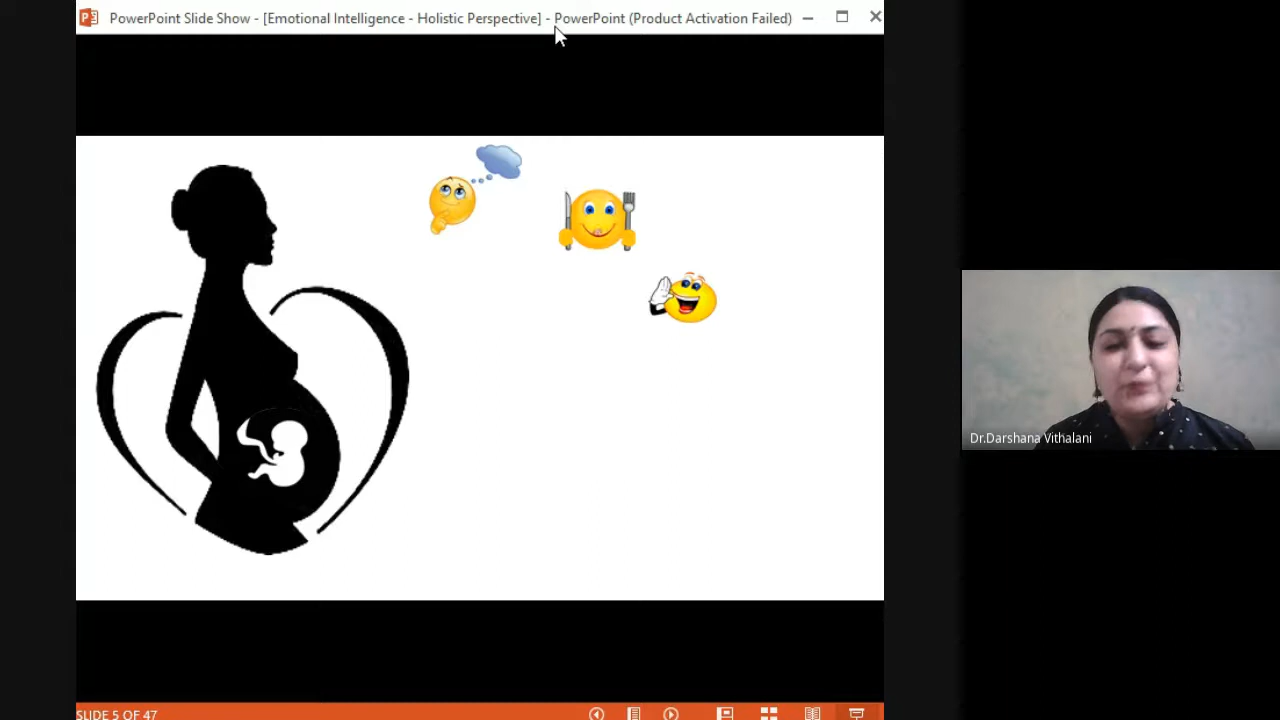 PowerPoint Slide Show - [Emotional Intelligence - Holistic Perspective] - PowerPoint (Product Activation Failed)
Dr.Darshana Vithalani
SLIDE 5 OF 47